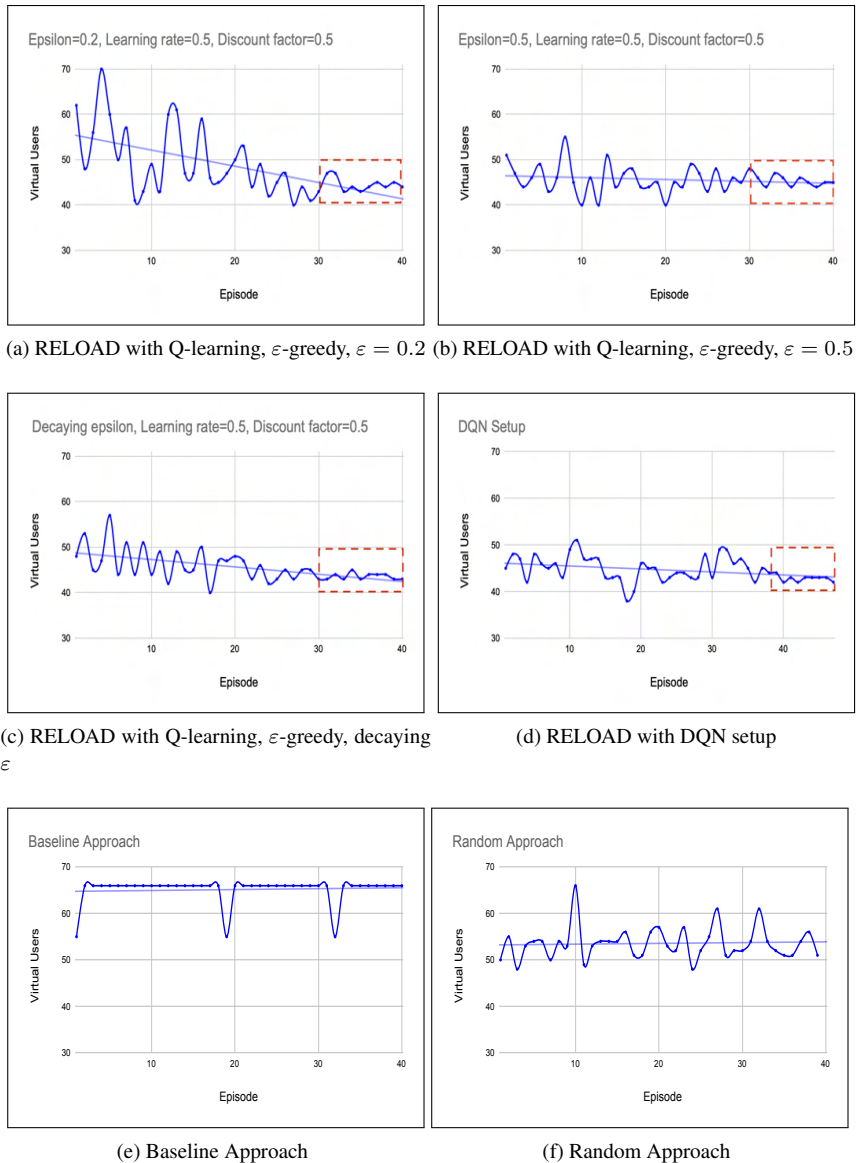 Epsilon=0.2, Learning rate=0.5, Discount factor=0.5
70
60
50
40
30
Virtual Users
10
20
30
40
Episode
(a) RELOAD with Q-learning, ε-greedy, ε = 0.2
Epsilon=0.5, Learning rate=0.5, Discount factor=0.5
70
60
50
40
30
Virtual Users
10
20
30
40
Episode
(b) RELOAD with Q-learning, ε-greedy, ε = 0.5
Decaying epsilon, Learning rate=0.5, Discount factor=0.5
70
60
50
40
30
Virtual Users
10
20
30
40
Episode
(c) RELOAD with Q-learning, ε-greedy, decaying
ε
DQN Setup
70
60
50
40
30
Virtual Users
10
20
30
40
Episode
(d) RELOAD with DQN setup
Baseline Approach
70
60
50
40
30
Virtual Users
10
20
30
40
Episode
(e) Baseline Approach
Random Approach
70
60
50
40
30
Virtual Users
10
20
30
40
Episode
(f) Random Approach